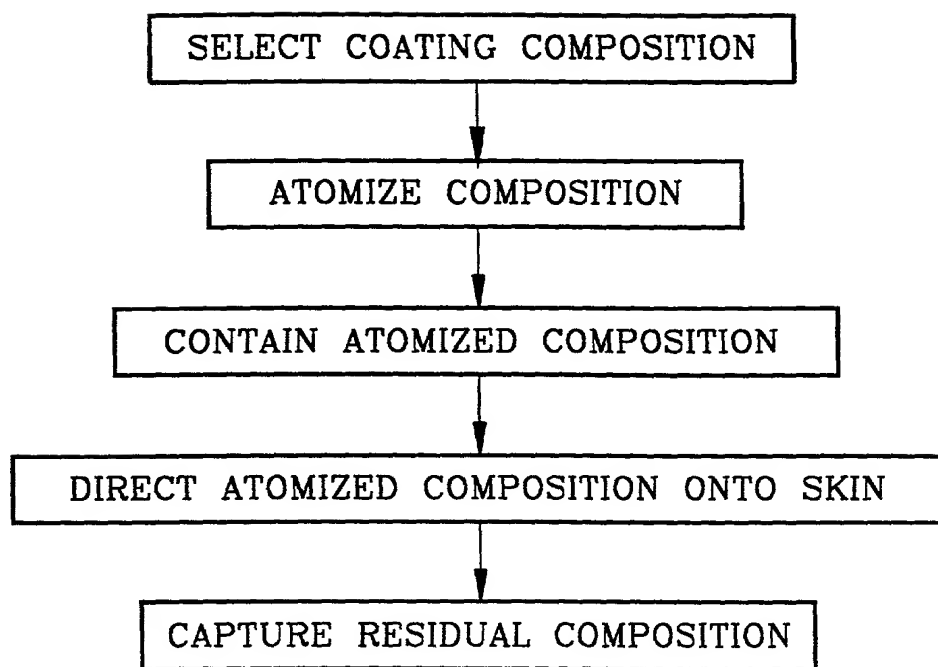 SELECT COATING COMPOSITION
ATOMIZE COMPOSITION
CONTAIN ATOMIZED COMPOSITION
DIRECT ATOMIZED COMPOSITION ONTO SKIN
CAPTURE RESIDUAL COMPOSITION